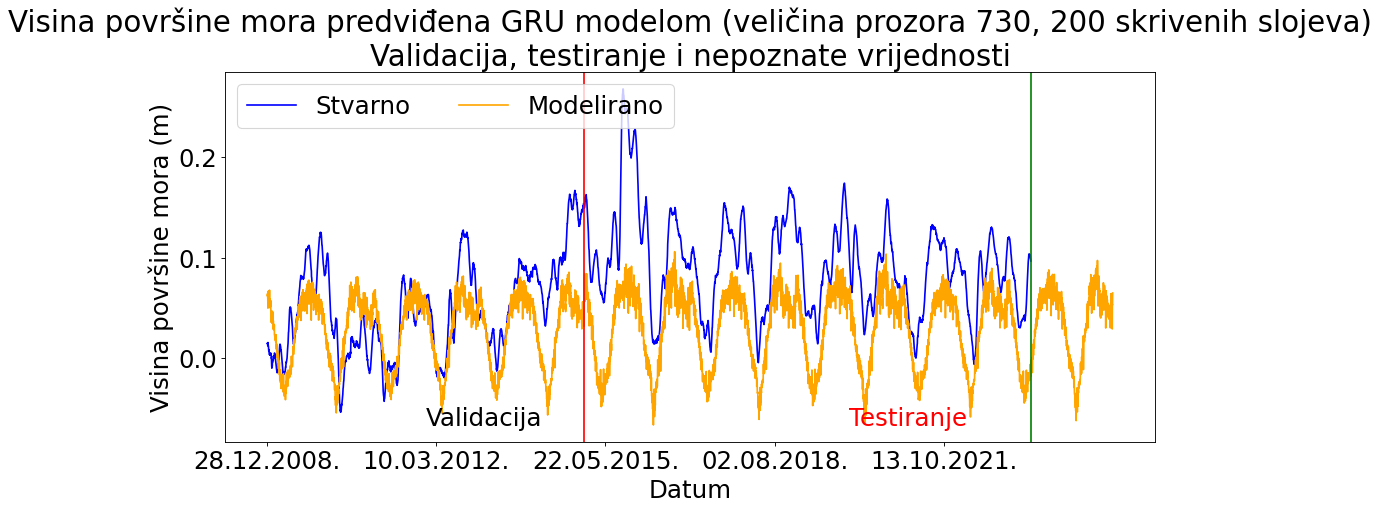 Visina površine mora predviđena GRU modelom (veličina prozora 730, 200 skrivenih slojeva)
Validacija, testiranje i nepoznate vrijednosti
Stvarno
Modelirano
Visina površine mora (m)
0.2
0.1
0.0
Validacija
Testiranje
28.12.2008.
10.03.2012.
22.05.2015.
02.08.2018.
13.10.2021.
Datum